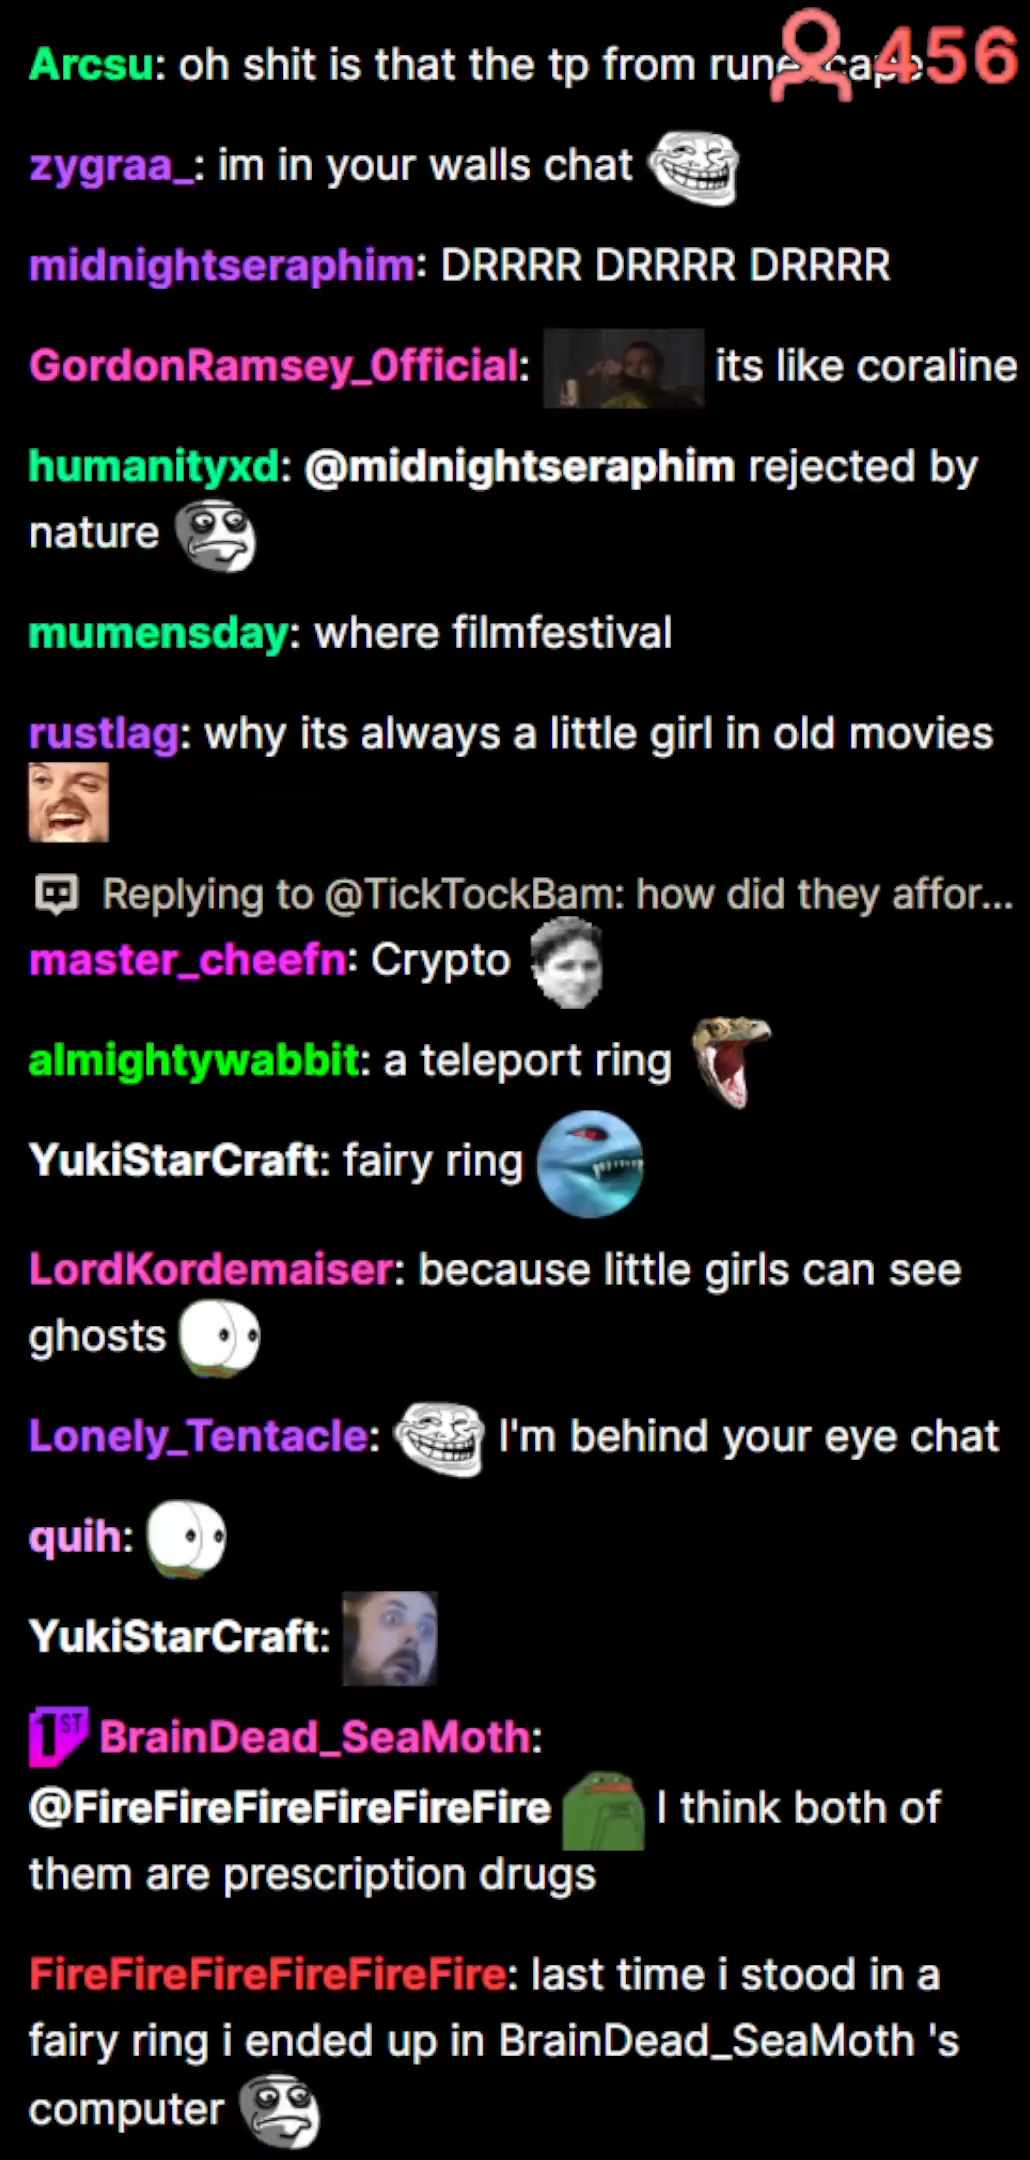 Arcsu: oh shit is that the tp from runescape
456
zygraa_: im in your walls chat
midnightseraphim: DRRRR DRRRR DRRRR
GordonRamsey_0fficial: its like coraline
humanityxd: @midnightseraphim rejected by
nature
mumensday: where filmfestival
rustlag: why its always a little girl in old movies
Replying to @TickTockBam: how did they affor...
master_cheefn: Crypto
almightywabbit: a teleport ring
YukiStarCraft: fairy ring
LordKordemaiser: because little girls can see
ghosts
Lonely_Tentacle: I'm behind your eye chat
quih:
YukiStarCraft:
1ST BrainDead_SeaMoth:
@FireFireFireFireFireFire I think both of
them are prescription drugs
FireFireFireFireFireFire: last time i stood in a
fairy ring i ended up in BrainDead_SeaMoth 's
computer